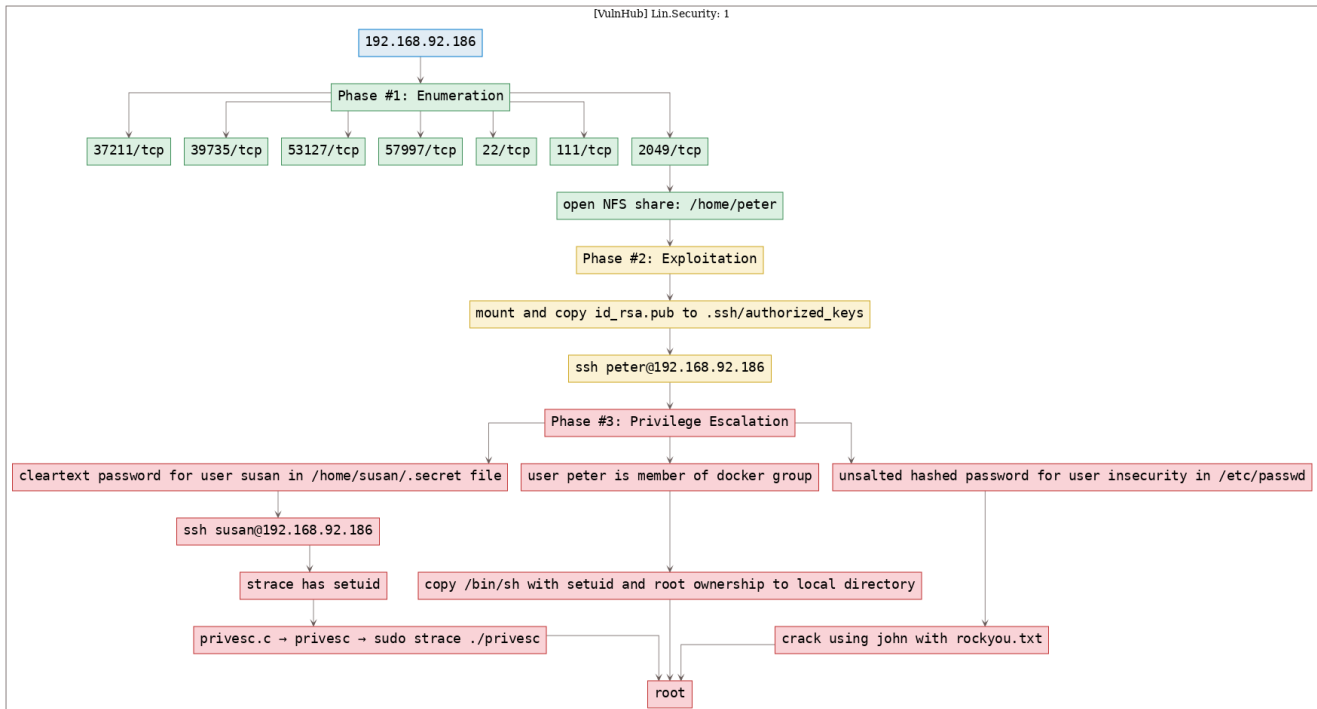 [VulnHub] Lin.Security: 1
192.168.92.186
Phase #1: Enumeration
37211/tcp
39735/tcp
53127/tcp
57997/tcp
22/tcp
111/tcp
2049/tcp
open NFS share: /home/peter
Phase #2: Exploitation
mount and copy id_rsa.pub to .ssh/authorized_keys
ssh peter@192.168.92.186
Phase #3: Privilege Escalation
cleartext password for user susan in /home/susan/.secret file
user peter is member of docker group
unsalted hashed password for user insecurity in /etc/passwd
ssh susan@192.168.92.186
strace has setuid
copy /bin/sh with setuid and root ownership to local directory
privesc.c → privesc → sudo strace ./privesc
crack using john with rockyou.txt
root